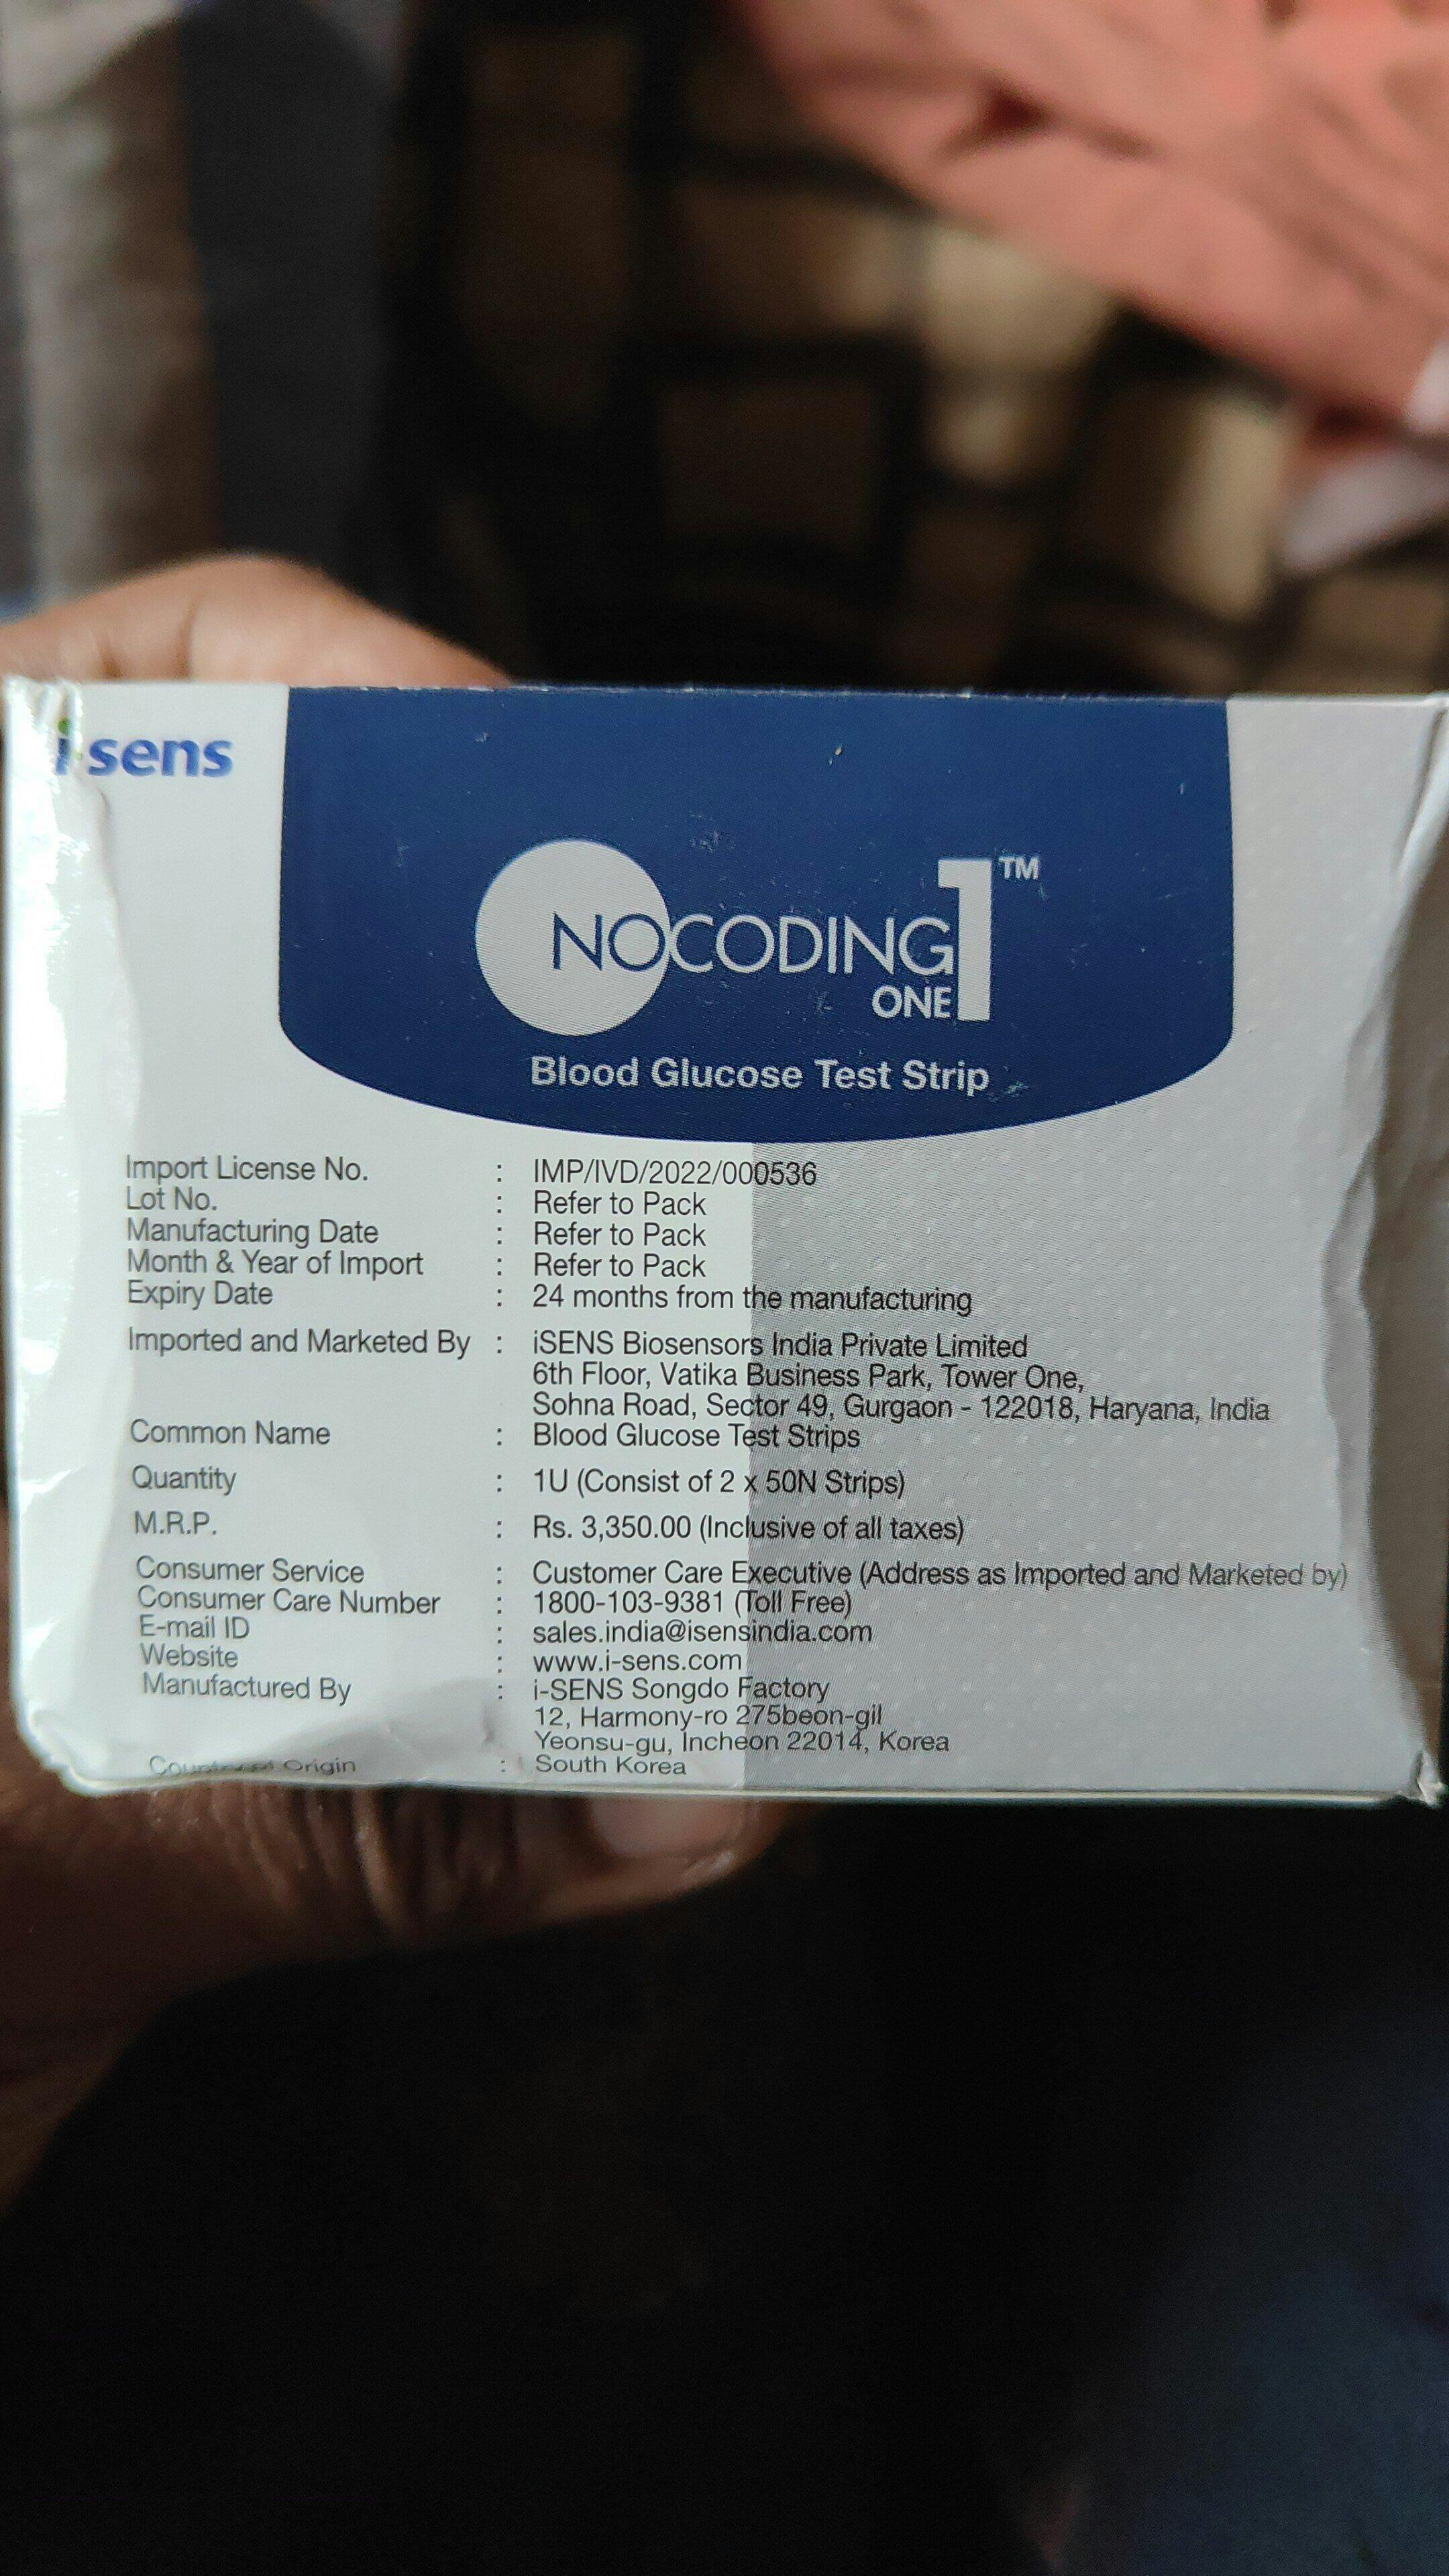 i-sens
NOCODING 1™
ONE
Blood Glucose Test Strip
Import License No. : IMP/IVD/2022/000536
Lot No. : Refer to Pack
Manufacturing Date : Refer to Pack
Month & Year of Import : Refer to Pack
Expiry Date : 24 months from the manufacturing
Imported and Marketed By : iSENS Biosensors India Private Limited
6th Floor, Vatika Business Park, Tower One,
Sohna Road, Sector 49, Gurgaon - 122018, Haryana, India
Common Name : Blood Glucose Test Strips
Quantity : 1U (Consist of 2 x 50N Strips)
M.R.P. : Rs. 3,350.00 (Inclusive of all taxes)
Consumer Service : Customer Care Executive (Address as Imported and Marketed by)
Consumer Care Number : 1800-103-9381 (Toll Free)
E-mail ID : sales.india@isensindia.com
Website : www.i-sens.com
Manufactured By : i-SENS Songdo Factory
12, Harmony-ro 275beon-gil
Yeonsu-gu, Incheon 22014, Korea
Country of Origin : South Korea